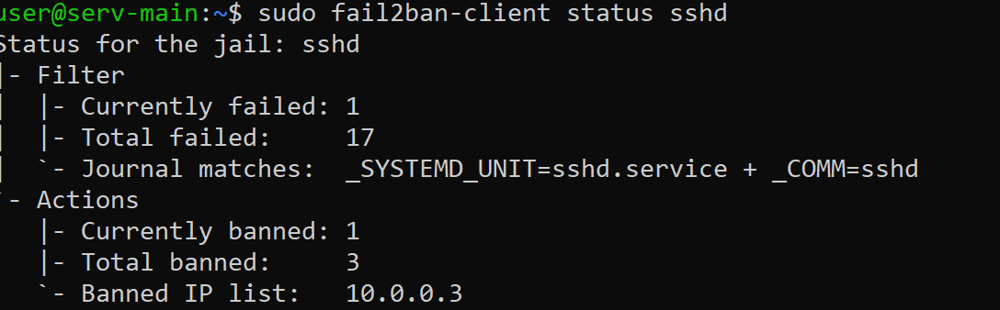 user@serv-main:~$ sudo fail2ban-client status sshd
Status for the jail: sshd
|- Filter
|  |- Currently failed: 1
|  |- Total failed:     17
|  `- Journal matches:  _SYSTEMD_UNIT=sshd.service + _COMM=sshd
`- Actions
   |- Currently banned: 1
   |- Total banned:     3
   `- Banned IP list:   10.0.0.3